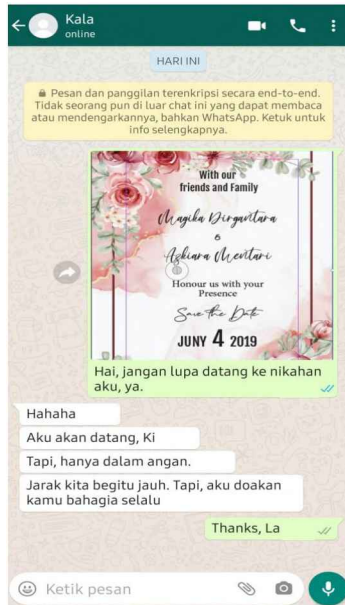 Kala
online
HARI INI
Pesan dan panggilan terenkripsi secara end-to-end.
Tidak seorang pun di luar chat ini yang dapat membaca
atau mendengarkannya, bahkan WhatsApp. Ketuk untuk
info selengkapnya.
With our
friends and Family
Magika Dirgavitara
&
Azkiara Mevitari
Honour us with your
Presence
Save the Date
JUNY 4 2019
Hai, jangan lupa datang ke nikahan
aku, ya.
Hahaha
Aku akan datang, Ki
Tapi, hanya dalam angan.
Jarak kita begitu jauh. Tapi, aku doakan
kamu bahagia selalu
Thanks, La
Ketik pesan